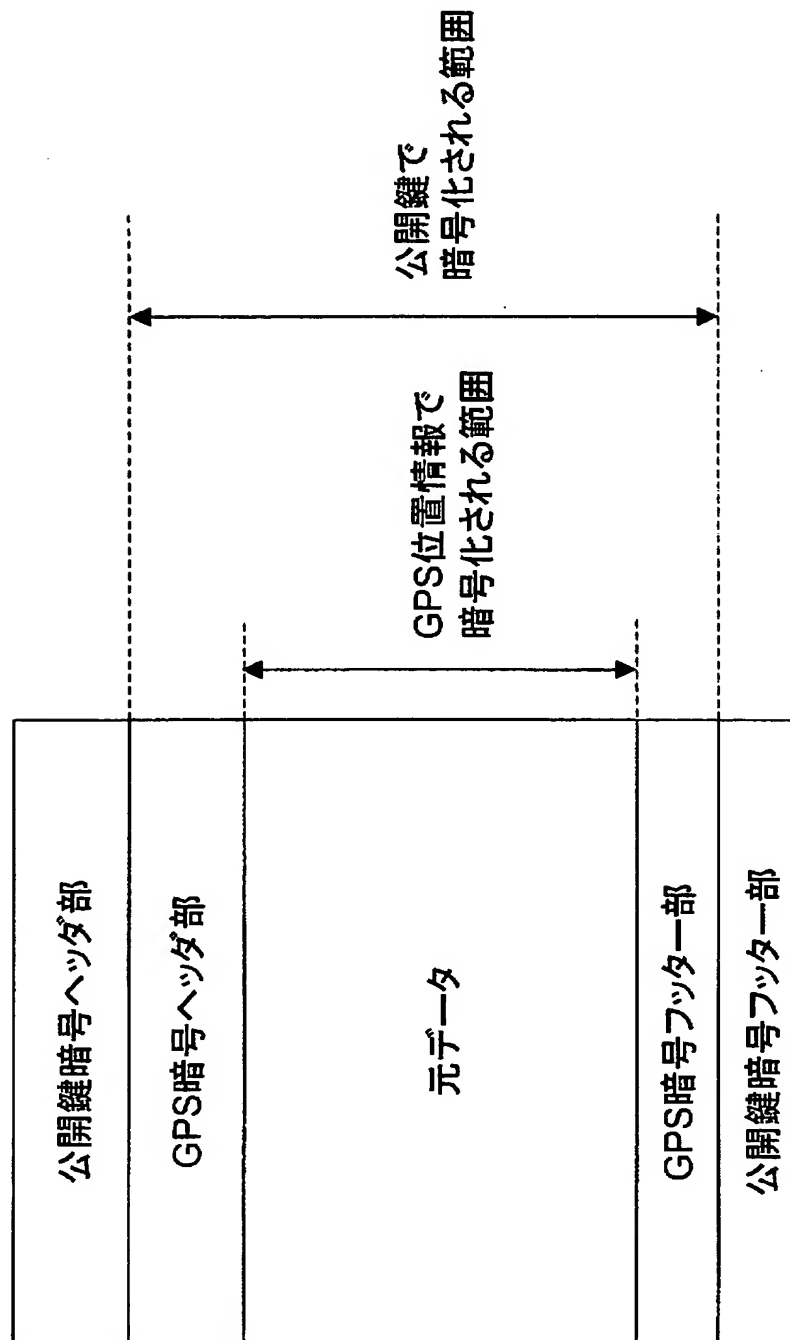 公開鍵暗号ヘッダ部
GPS暗号ヘッダ部
元データ
GPS暗号フッター部
公開鍵暗号フッター部
GPS位置情報で
暗号化される範囲
公開鍵で
暗号化される範囲